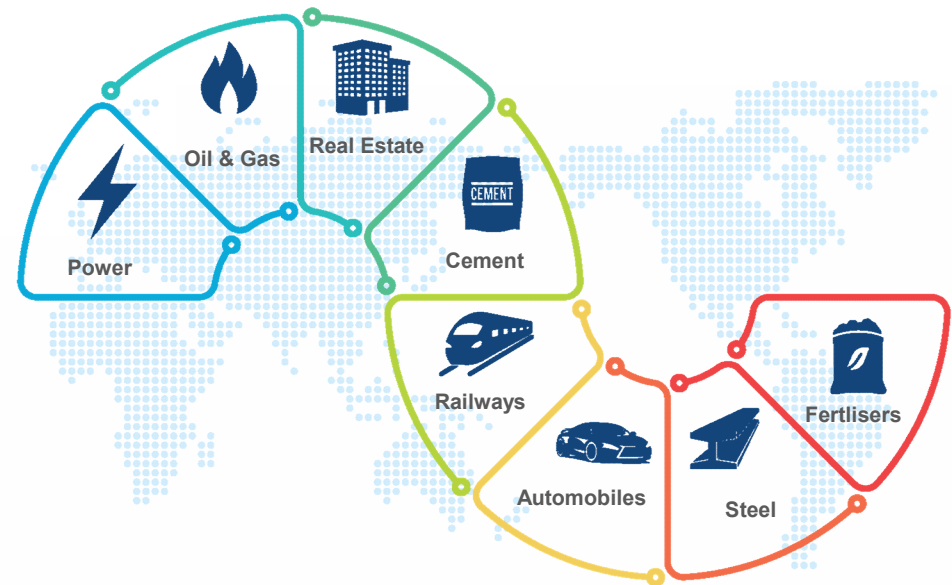 Power
Oil & Gas
Real Estate
CEMENT
Cement
Railways
Automobiles
Steel
Fertlisers